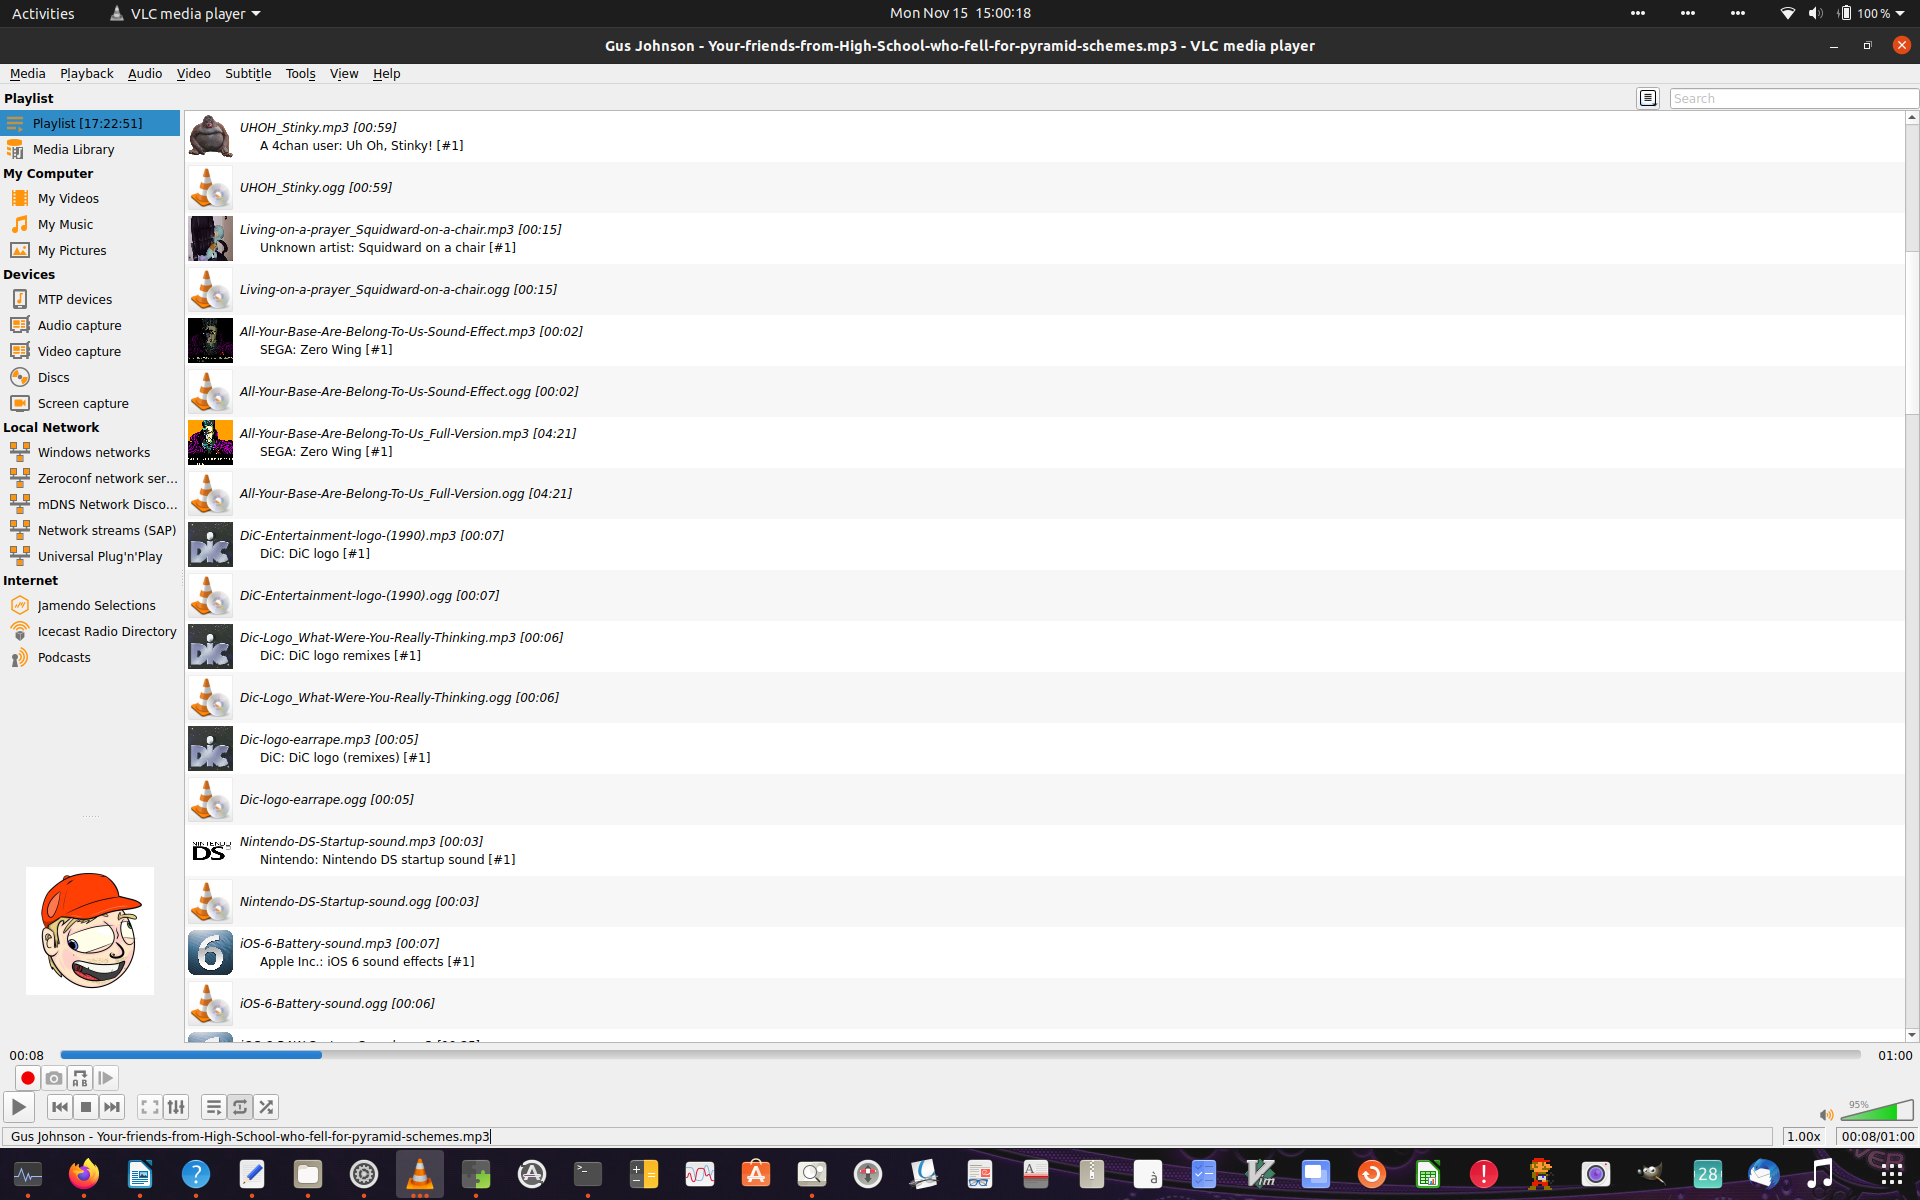 Activities
VLC media player
Mon Nov 15 15:00:18
100 %
Gus Johnson - Your-friends-from-High-School-who-fell-for-pyramid-schemes.mp3 - VLC media player
Media Playback Audio Video Subtitle Tools View Help
Playlist
Search
Playlist [17:22:51]
Media Library
My Computer
My Videos
My Music
My Pictures
Devices
MTP devices
Audio capture
Video capture
Discs
Screen capture
Local Network
Windows networks
Zeroconf network ser...
mDNS Network Disco...
Network streams (SAP)
Universal Plug'n'Play
Internet
Jamendo Selections
Icecast Radio Directory
Podcasts
UHOH_Stinky.mp3 [00:59]
A 4chan user: Uh Oh, Stinky! [#1]
UHOH_Stinky.ogg [00:59]
Living-on-a-prayer_Squidward-on-a-chair.mp3 [00:15]
Unknown artist: Squidward on a chair [#1]
Living-on-a-prayer_Squidward-on-a-chair.ogg [00:15]
All-Your-Base-Are-Belong-To-Us-Sound-Effect.mp3 [00:02]
SEGA: Zero Wing [#1]
All-Your-Base-Are-Belong-To-Us-Sound-Effect.ogg [00:02]
All-Your-Base-Are-Belong-To-Us_Full-Version.mp3 [04:21]
SEGA: Zero Wing [#1]
All-Your-Base-Are-Belong-To-Us_Full-Version.ogg [04:21]
DiC
DiC-Entertainment-logo-(1990).mp3 [00:07]
DiC: DiC logo [#1]
DiC-Entertainment-logo-(1990).ogg [00:07]
DiC
Dic-Logo_What-Were-You-Really-Thinking.mp3 [00:06]
DiC: DiC logo remixes [#1]
Dic-Logo_What-Were-You-Really-Thinking.ogg [00:06]
DiC
Dic-logo-earrape.mp3 [00:05]
DiC: DiC logo (remixes) [#1]
Dic-logo-earrape.ogg [00:05]
NINTENDO
DS
Nintendo-DS-Startup-sound.mp3 [00:03]
Nintendo: Nintendo DS startup sound [#1]
Nintendo-DS-Startup-sound.ogg [00:03]
6
iOS-6-Battery-sound.mp3 [00:07]
Apple Inc.: iOS 6 sound effects [#1]
iOS-6-Battery-sound.ogg [00:06]
00:08
01:00
A B
95%
Gus Johnson - Your-friends-from-High-School-who-fell-for-pyramid-schemes.mp3
1.00x
00:08/01:00
28